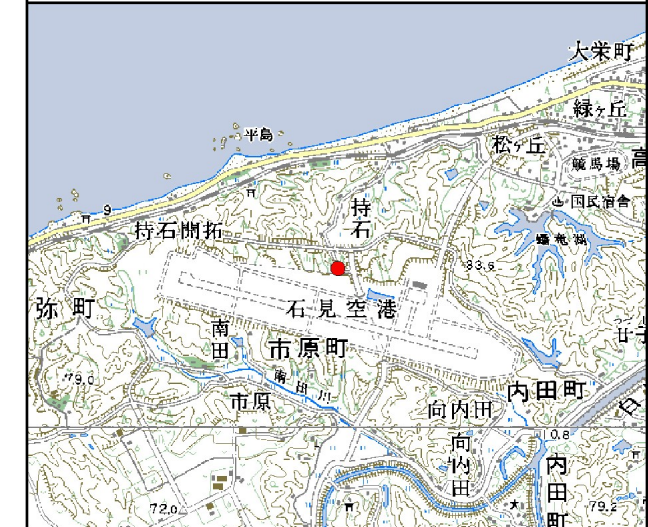 大栄町
緑ヶ丘
平島
松ヶ丘
高
競馬場
9
持石
国民宿舎
持石開拓
蟠竜湖
33.6
石見空港
弥町
南田
市原町
南田川
79.0
内田町
市原
向内田
向内田
0.8
内田町
72.0
79.2